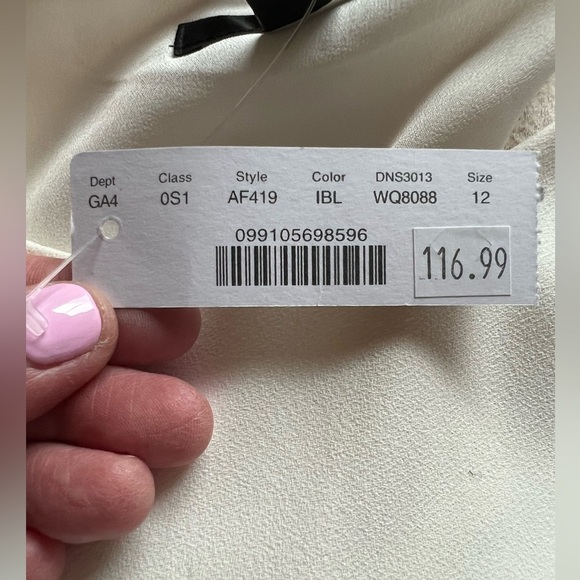 Dept Class Style Color DNS3013 Size
GA4 0S1 AF419 IBL WQ8088 12
099105698596
116.99